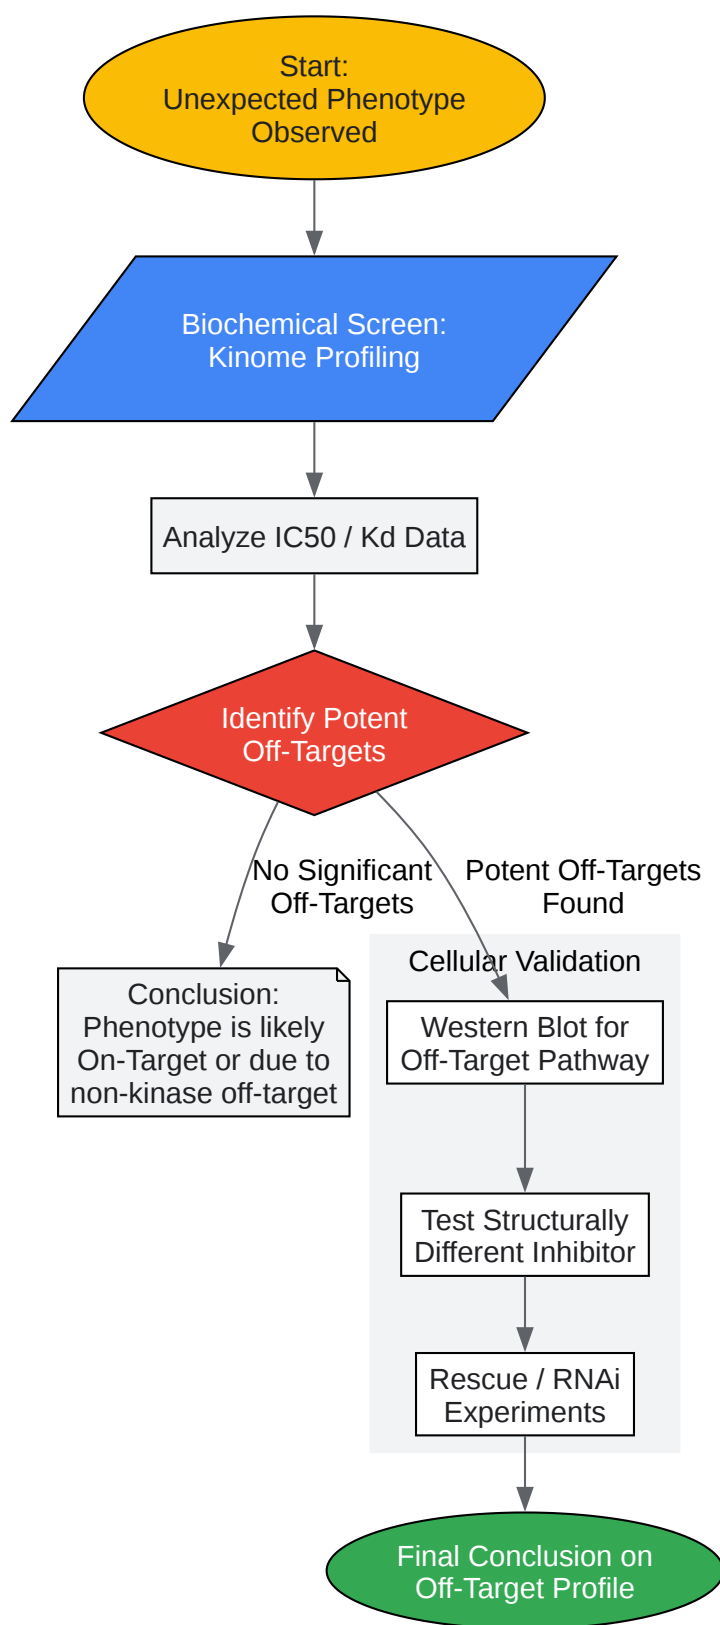 Start:
Unexpected Phenotype
Observed
Biochemical Screen:
Kinome Profiling
Analyze IC50 / Kd Data
Identify Potent
Off-Targets
No Significant
Off-Targets
Potent Off-Targets
Found
Conclusion:
Phenotype is likely
On-Target or due to
non-kinase off-target
Cellular Validation
Western Blot for
Off-Target Pathway
Test Structurally
Different Inhibitor
Rescue / RNAi
Experiments
Final Conclusion on
Off-Target Profile